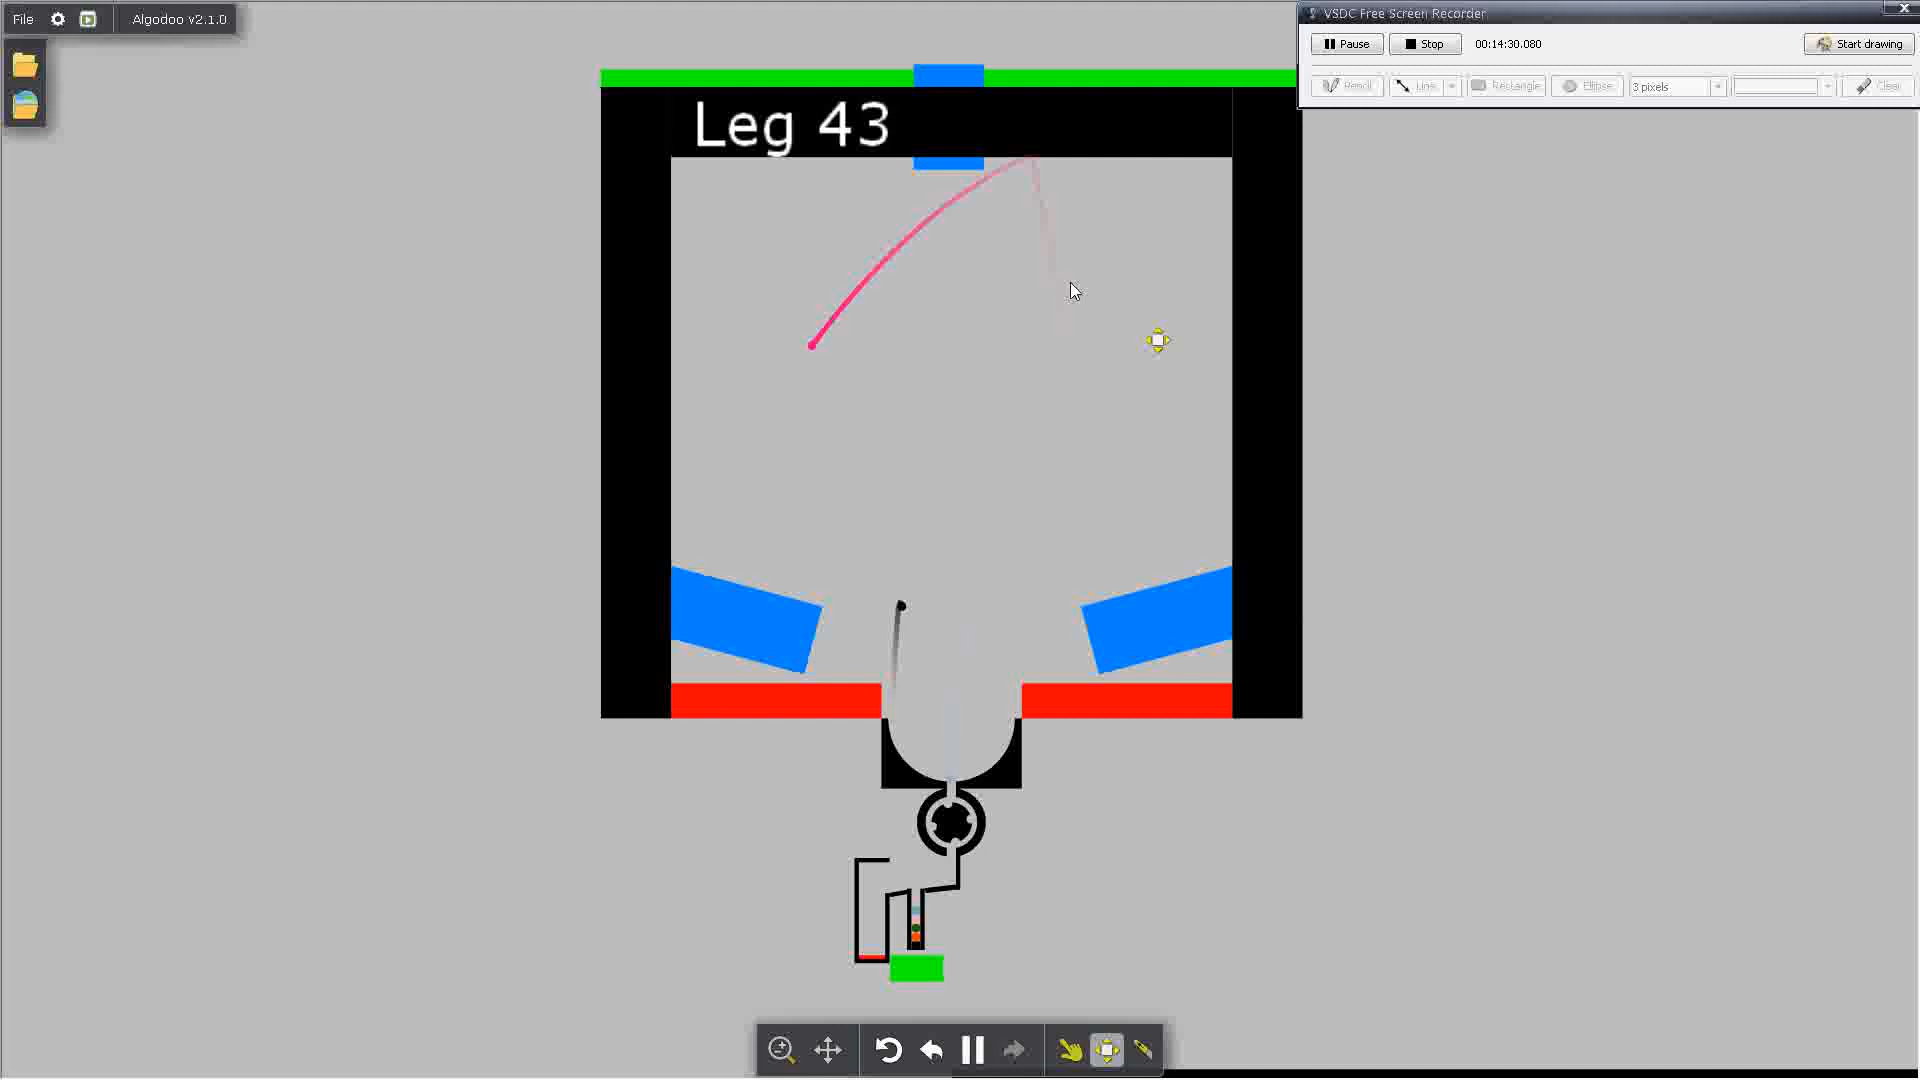 File Algodoo v2.1.0
VSDC Free Screen Recorder
Pause Stop 00:14:30.080 Start drawing
Pencil Line Rectangle Ellipse 3 pixels Clear
Leg 43